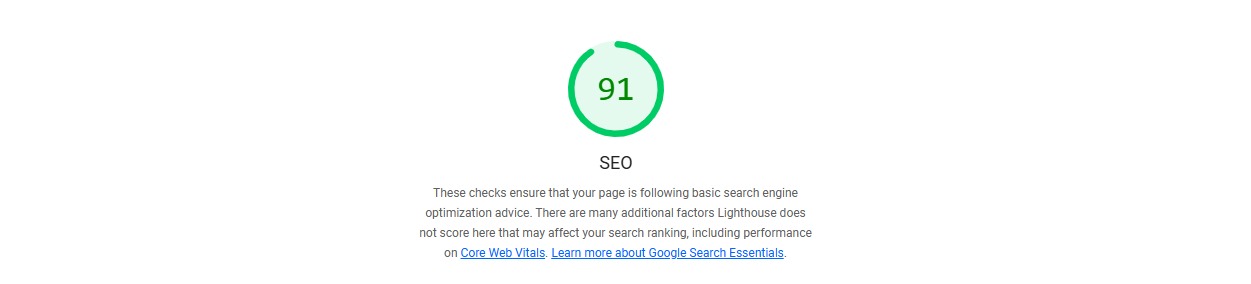 91
SEO
These checks ensure that your page is following basic search engine
optimization advice. There are many additional factors Lighthouse does
not score here that may affect your search ranking, including performance
on Core Web Vitals. Learn more about Google Search Essentials.